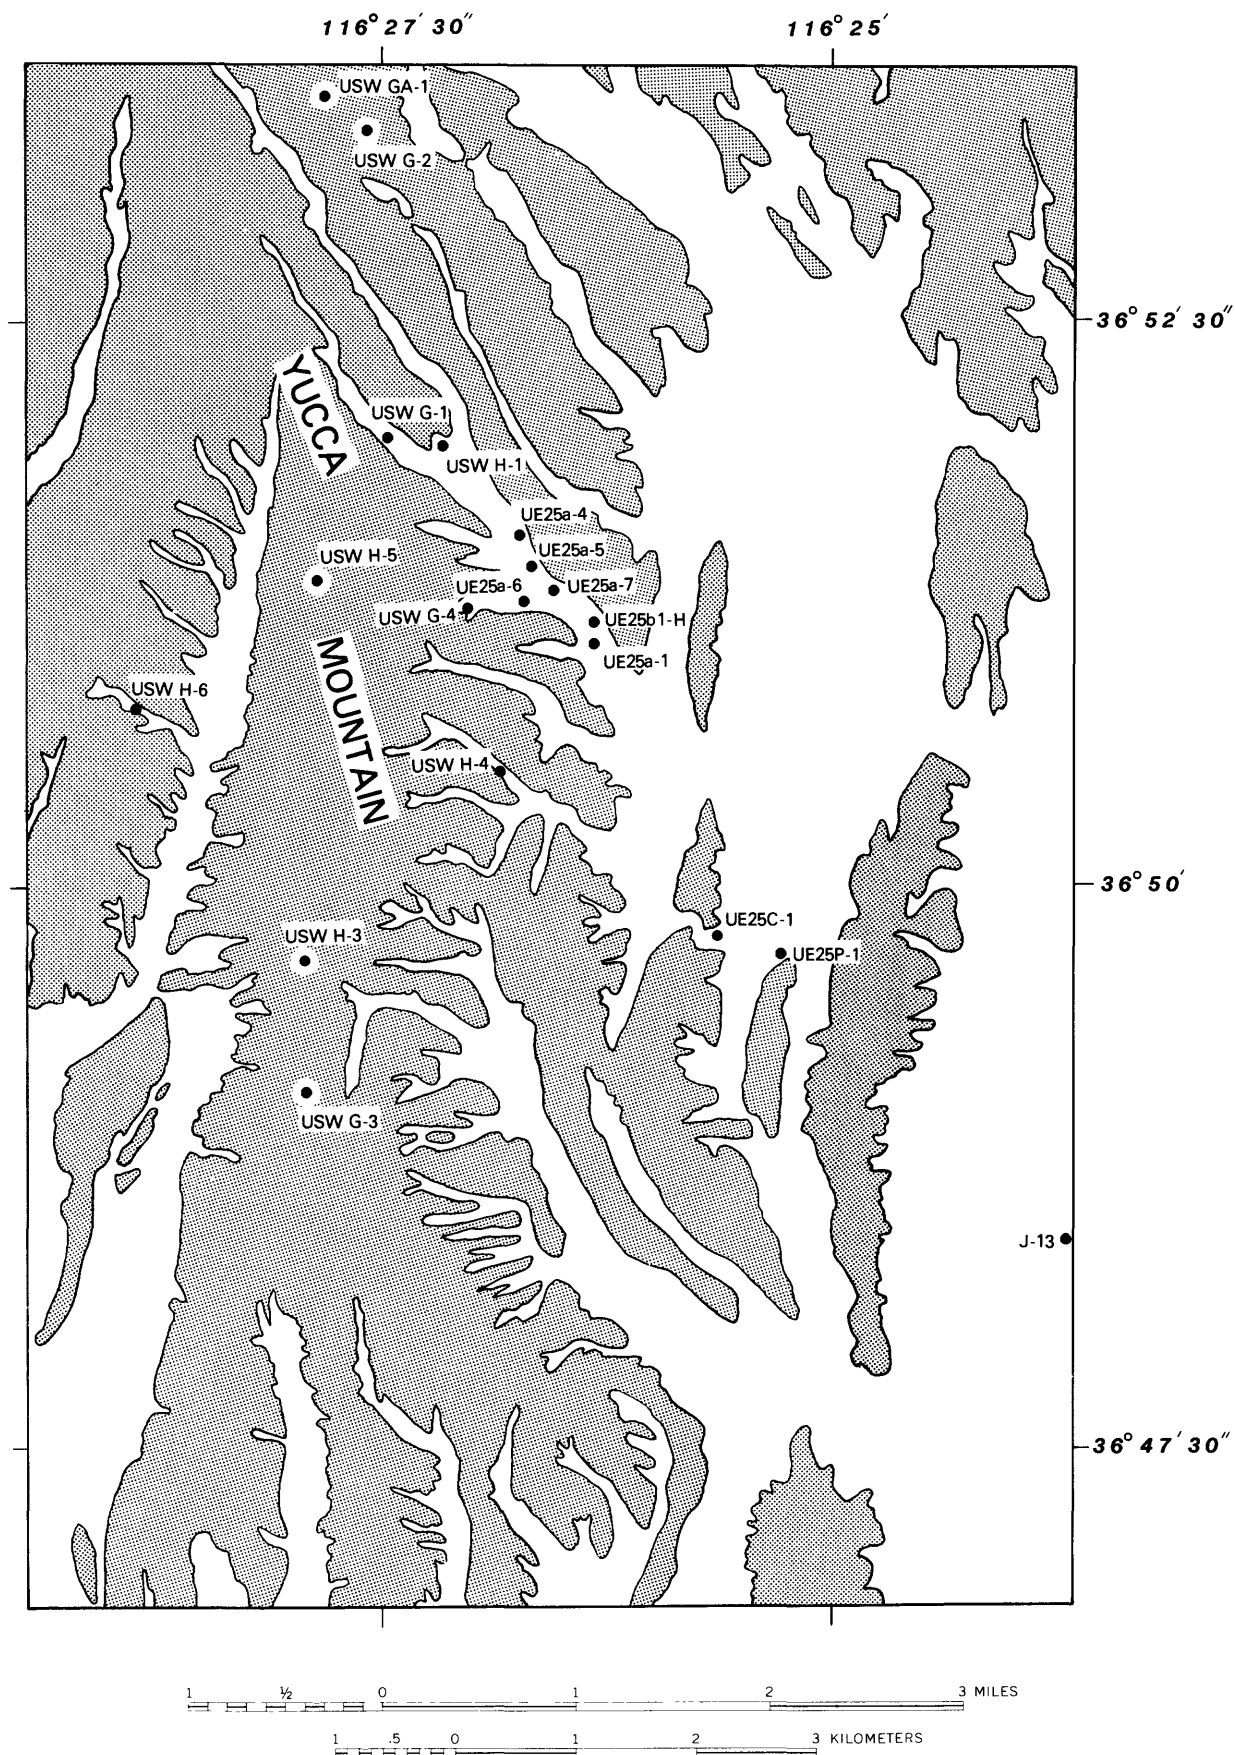 116° 27' 30"
116° 25'
USW GA-1
USW G-2
36° 52' 30"
YUCCA
USW G-1
USW H-1
UE25a-4
USW H-5
UE25a-5
UE25a-6
UE25a-7
USW G-4
UE25b1-H
UE25a-1
MOUNTAIN
USW H-6
USW H-4
36° 50'
UE25C-1
USW H-3
UE25P-1
USW G-3
J-13
36° 47' 30"
1 ½ 0 1 2 3 MILES
1 .5 0 1 2 3 KILOMETERS